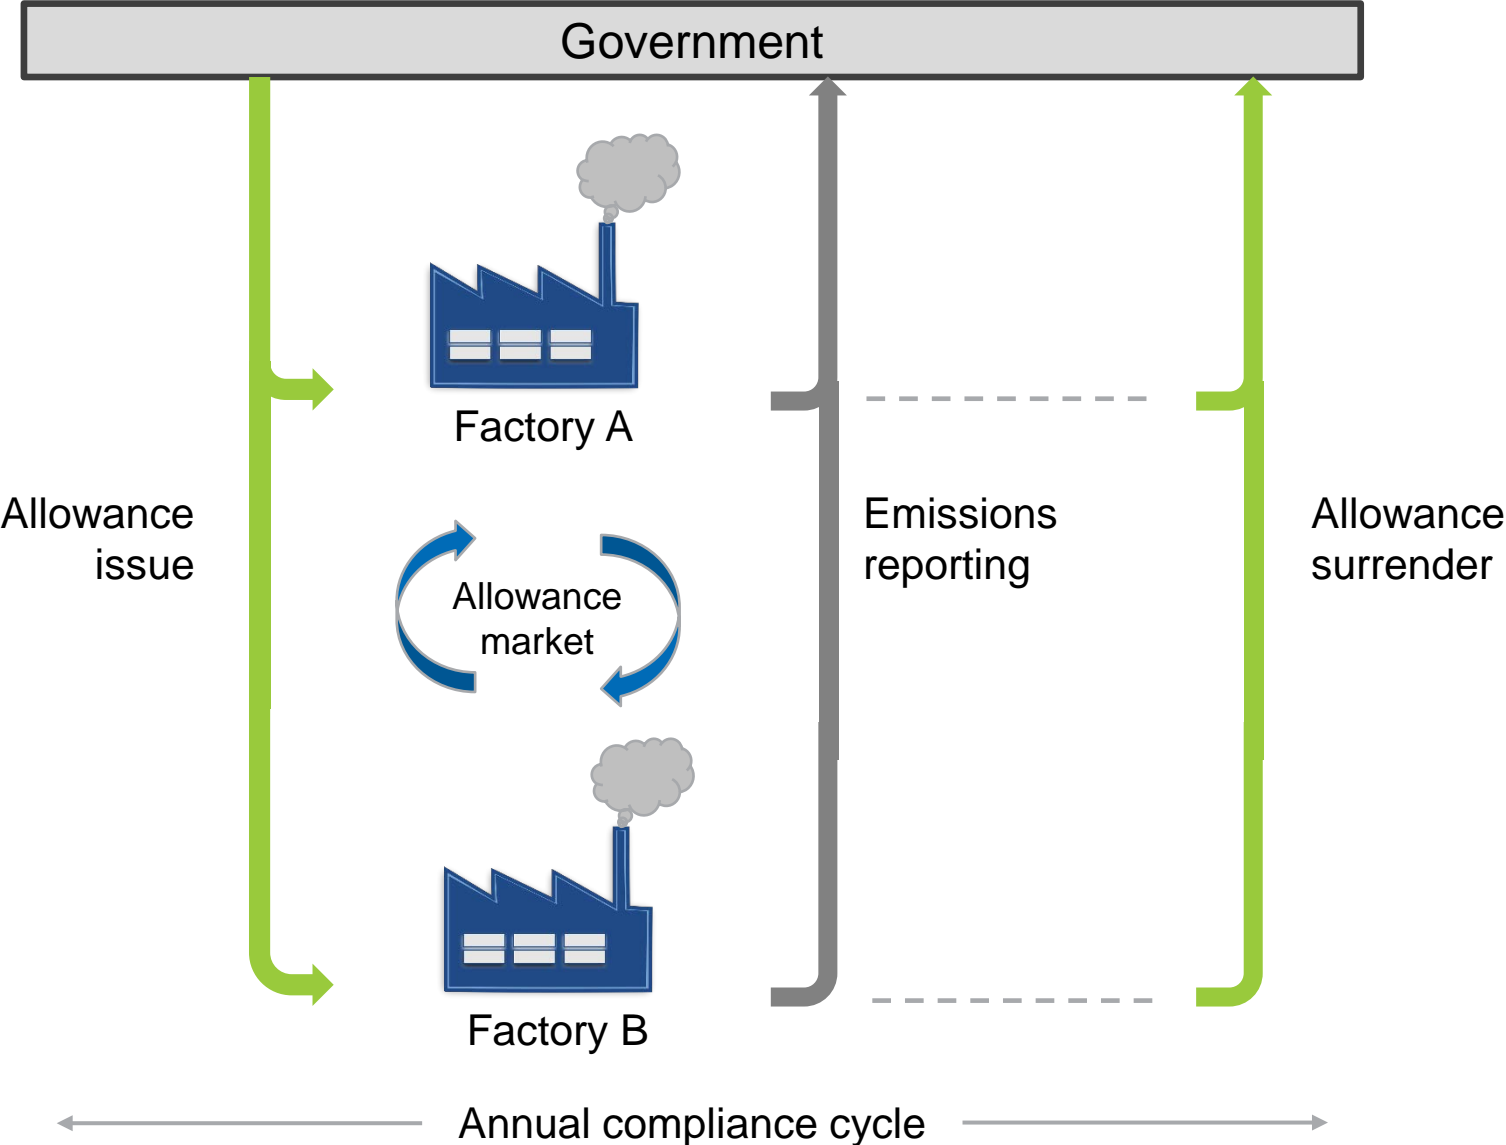 Government
Factory A
Allowance
issue
Allowance
market
Emissions
reporting
Allowance
surrender
Factory B
Annual compliance cycle